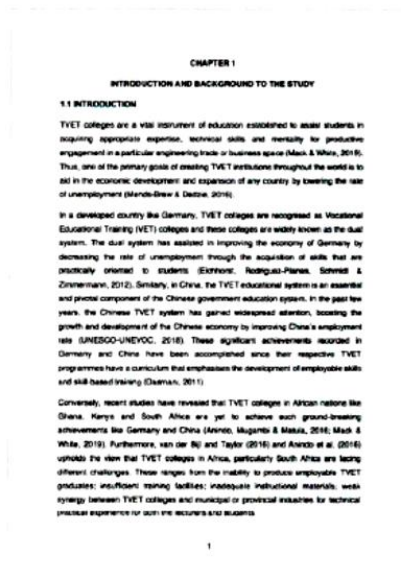 CHAPTER 1
INTRODUCTION AND BACKGROUND TO THE STUDY
1.1 INTRODUCTION
TVET colleges are a vital instrument of education established to assist students in
acquiring appropriate expertise, technical skills and mentality for productive
engagement in a particular engineering trade or business space (Mack & White, 2019).
Thus, one of the primary goals of creating TVET institutions throughout the world is to
aid in the economic development and expansion of any country by lowering the rate
of unemployment
In a developed country like Germany, TVET colleges are recognised as Vocational
Educational Training (VET) colleges and these colleges are widely known as the dual
system. The dual system has assisted in improving the economy of Germany by
decreasing the rate of unemployment through the acquisition of skills that are
practically oriented to students (Eichhorst, Rodríguez-Planas, Schmidl &
Zimmermann, 2012). Similarly, in China, the TVET educational system is an essential
and pivotal component of the Chinese government education system. In the past few
years, the Chinese TVET system has gained widespread attention, boosting the
growth and development of the Chinese economy by improving China's employment
rate (UNESCO-UNEVOC, 2018). These significant achievements recorded in
Germany and China have been accomplished since their respective TVET
programmes have a curriculum that emphasises the development of employable skills
and skill-based training
Conversely, recent studies have revealed that TVET colleges in African nations like
Ghana, Kenya and South Africa are yet to achieve such ground-breaking
achievements like Germany and China (Anindo, Mugambi & Matula, 2016; Mack &
White, 2019). Furthermore, van der Bijl and Taylor (2016) and Anindo et al. (2016)
upholds the view that TVET colleges in Africa, particularly South Africa are facing
different challenges. These ranges from the inability to produce employable TVET
graduates; insufficient training facilities; inadequate instructional materials; weak
synergy between TVET colleges and municipal or provincial industries for technical
practical experience for both the lecturers and students
1